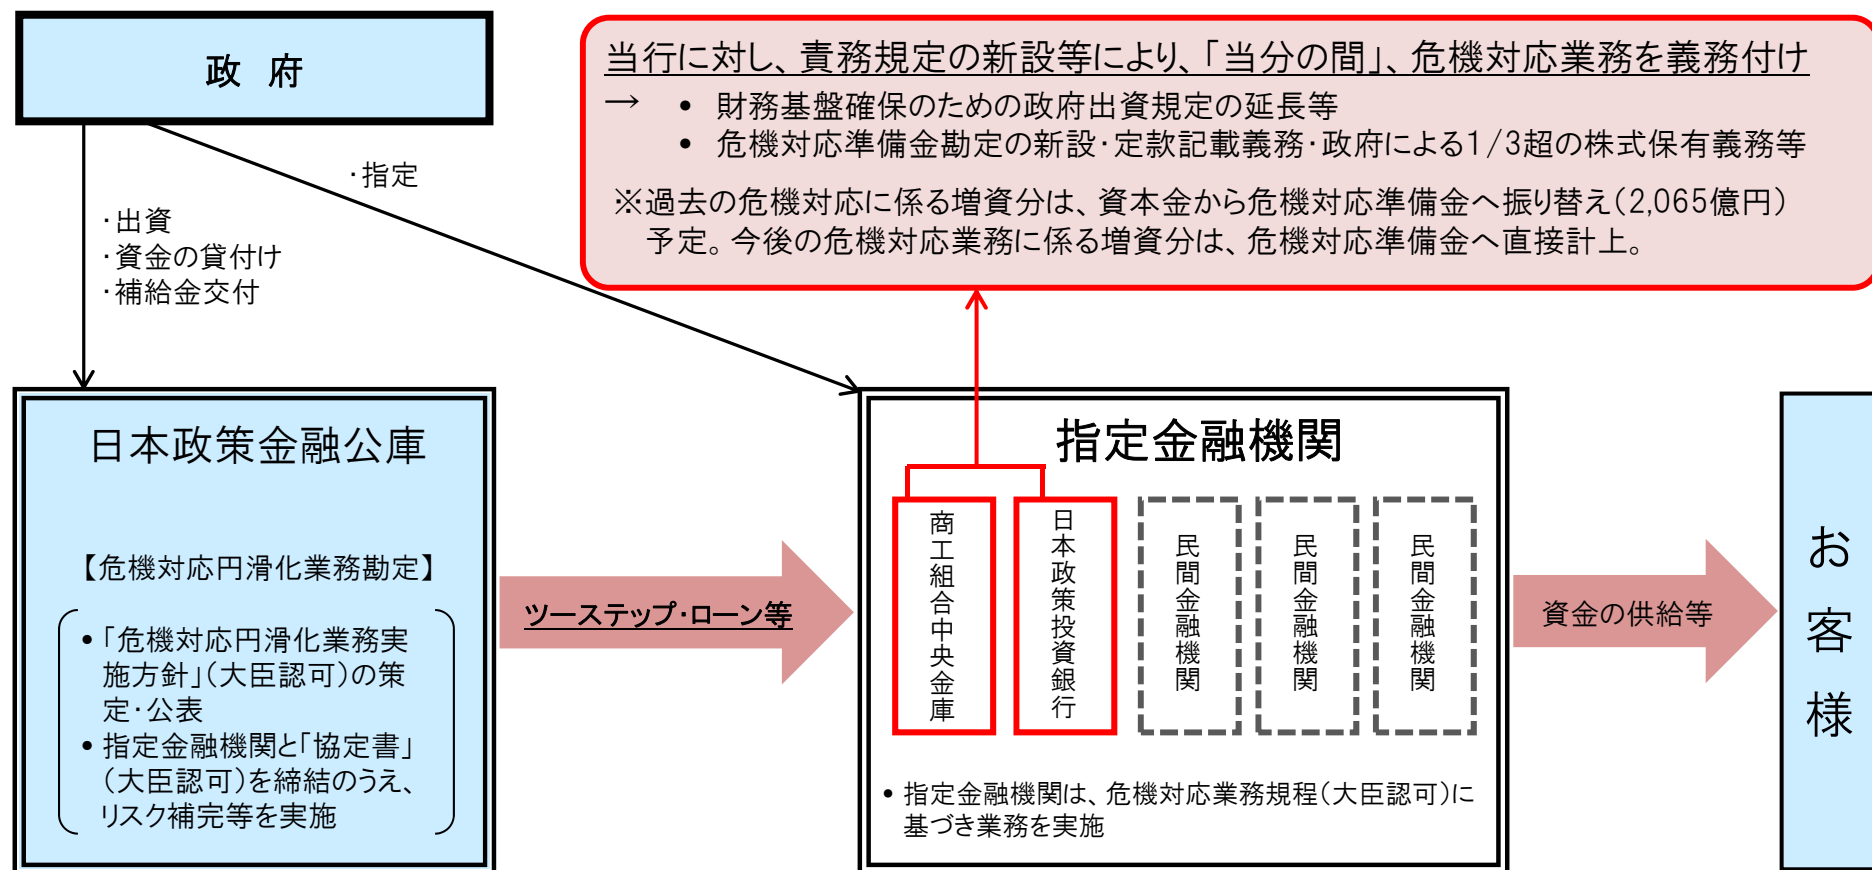 政 府
当行に対し、責務規定の新設等により、「当分の間」、危機対応業務を義務付け
→ • 財務基盤確保のための政府出資規定の延長等
• 危機対応準備金勘定の新設・定款記載義務・政府による1/3超の株式保有義務等
※過去の危機対応に係る増資分は、資本金から危機対応準備金へ振り替え(2,065億円)
予定。今後の危機対応業務に係る増資分は、危機対応準備金へ直接計上。
・指定
・出資
・資金の貸付け
・補給金交付
日本政策金融公庫
【危機対応円滑化業務勘定】
• 「危機対応円滑化業務実
施方針」(大臣認可)の策
定・公表
• 指定金融機関と「協定書」
(大臣認可)を締結のうえ、
リスク補完等を実施
ツーステップ・ローン等
指定金融機関
商工組合中央金庫
日本政策投資銀行
民間金融機関
民間金融機関
民間金融機関
• 指定金融機関は、危機対応業務規程(大臣認可)に
基づき業務を実施
資金の供給等
お客様